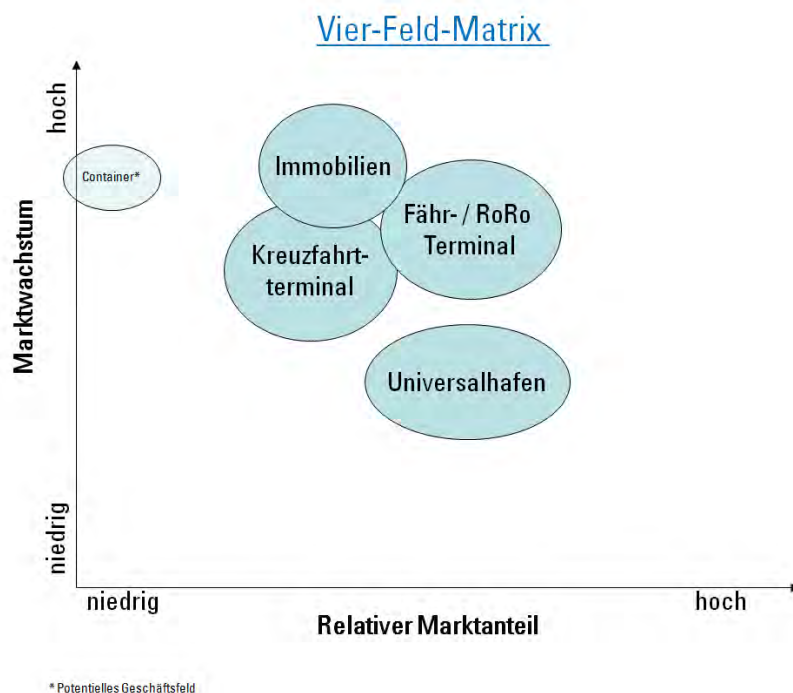 Vier-Feld-Matrix
hoch
Container*
Immobilien
Fähr- / RoRo
Terminal
Kreuzfahrt-
terminal
Marktwachstum
Universalhafen
niedrig
niedrig
hoch
Relativer Marktanteil
* Potentielles Geschäftsfeld